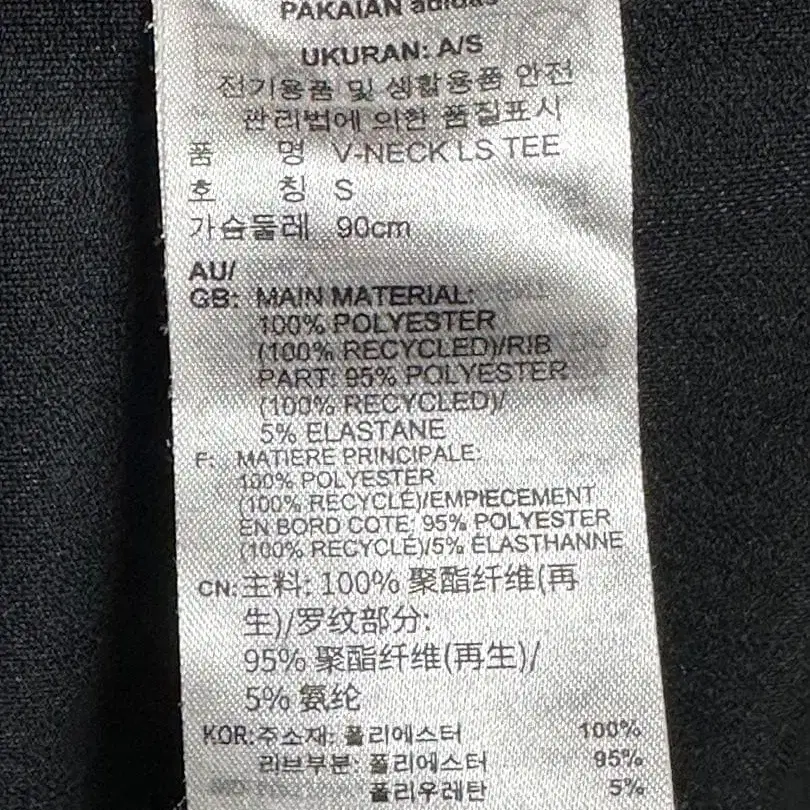 PAKAIAN adidas
UKURAN: A/S
전기용품 및 생활용품 안전
관리법에 의한 품질표시
품 명 V-NECK LS TEE
호 칭 S
가슴둘레 90cm
AU/
GB: MAIN MATERIAL:
100% POLYESTER
(100% RECYCLED)/RIB
PART: 95% POLYESTER
(100% RECYCLED)/
5% ELASTANE
F: MATIERE PRINCIPALE:
100% POLYESTER
(100% RECYCLÉ)/EMPIECEMENT
EN BORD COTE: 95% POLYESTER
(100% RECYCLÉ)/5% ÉLASTHANNE
CN: 主料: 100% 聚酯纤维(再
生)/罗纹部分:
95% 聚酯纤维(再生)/
5% 氨纶
KOR: 주소재: 폴리에스터 100%
리브부분: 폴리에스터 95%
폴리우레탄 5%